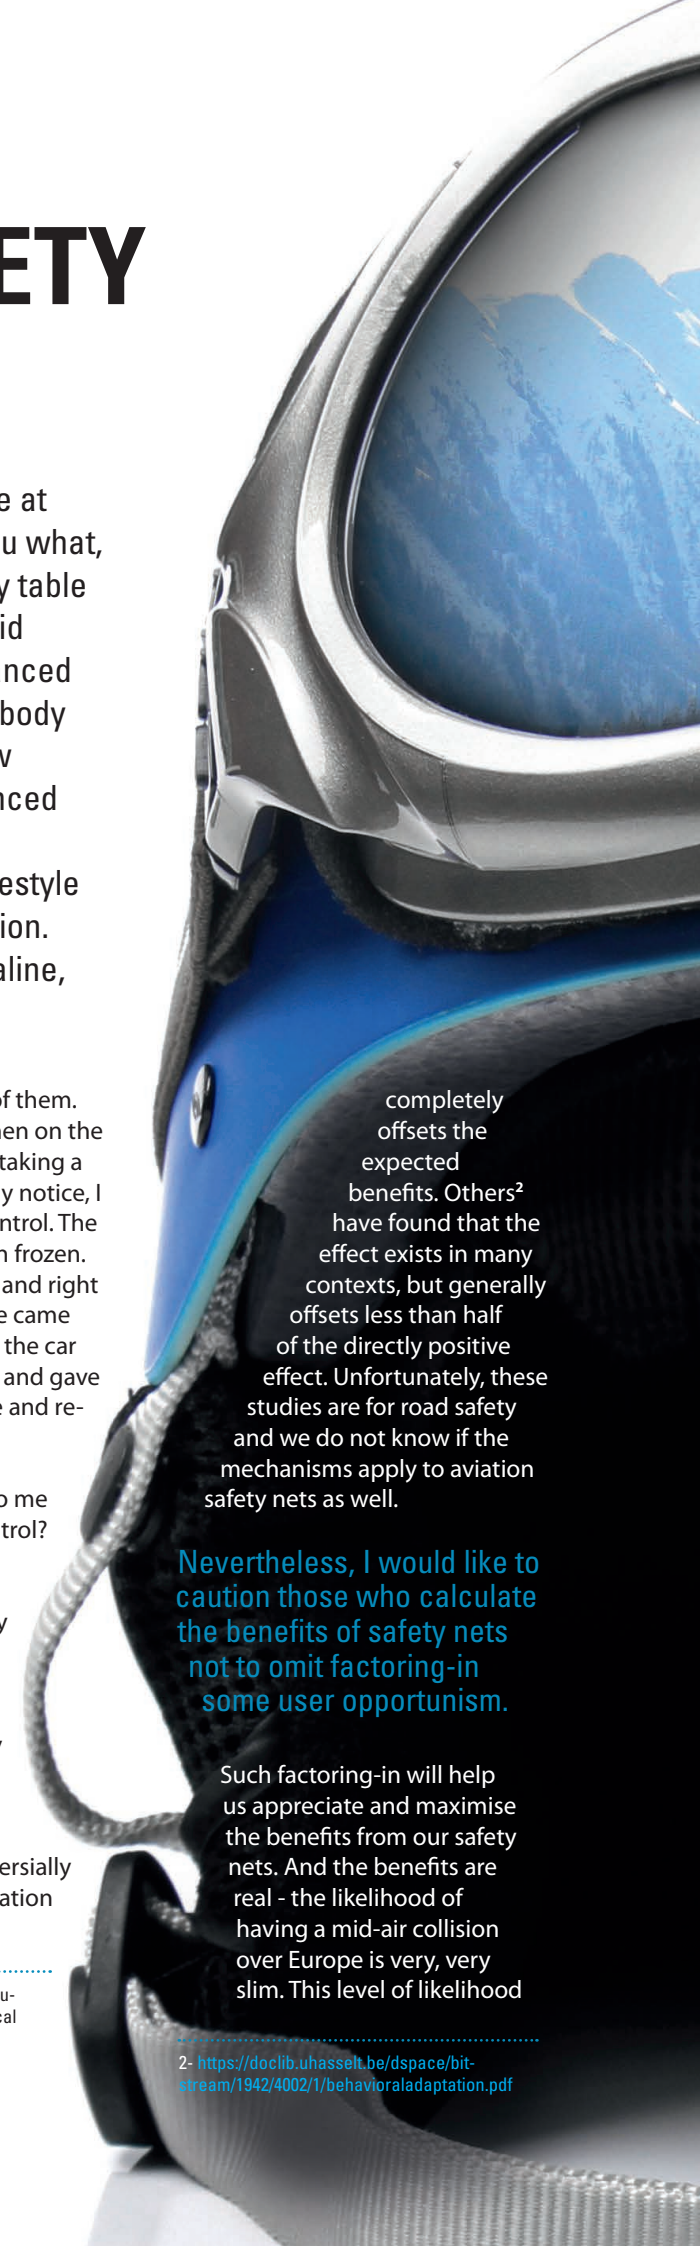 ETY
e at
u what,
y table
id
nced
body
w
nced
estyle
ion.
aline,
of them.
en on the
taking a
y notice, I
ntrol. The
n frozen.
and right
e came
the car
and gave
e and re-
o me
trol?
y
y
ersially
ation
u-
cal
completely
offsets the
expected
benefits. Others²
have found that the
effect exists in many
contexts, but generally
offsets less than half
of the directly positive
effect. Unfortunately, these
studies are for road safety
and we do not know if the
mechanisms apply to aviation
safety nets as well.
Nevertheless, I would like to
caution those who calculate
the benefits of safety nets
not to omit factoring-in
some user opportunism.
Such factoring-in will help
us appreciate and maximise
the benefits from our safety
nets. And the benefits are
real - the likelihood of
having a mid-air collision
over Europe is very, very
slim. This level of likelihood
2- https://doclib.uhasselt.be/dspace/bit-
stream/1942/4002/1/behavioraladaptation.pdf